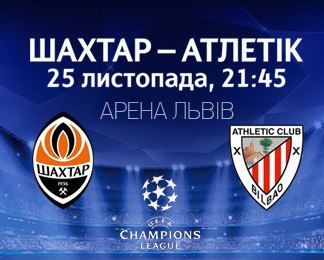 ШАХТАР – АТЛЕТІК
25 листопада, 21:45
АРЕНА ЛЬВІВ
ШАХТАР
1936
ATHLETIC CLUB
BILBAO
UEFA
CHAMPIONS
LEAGUE